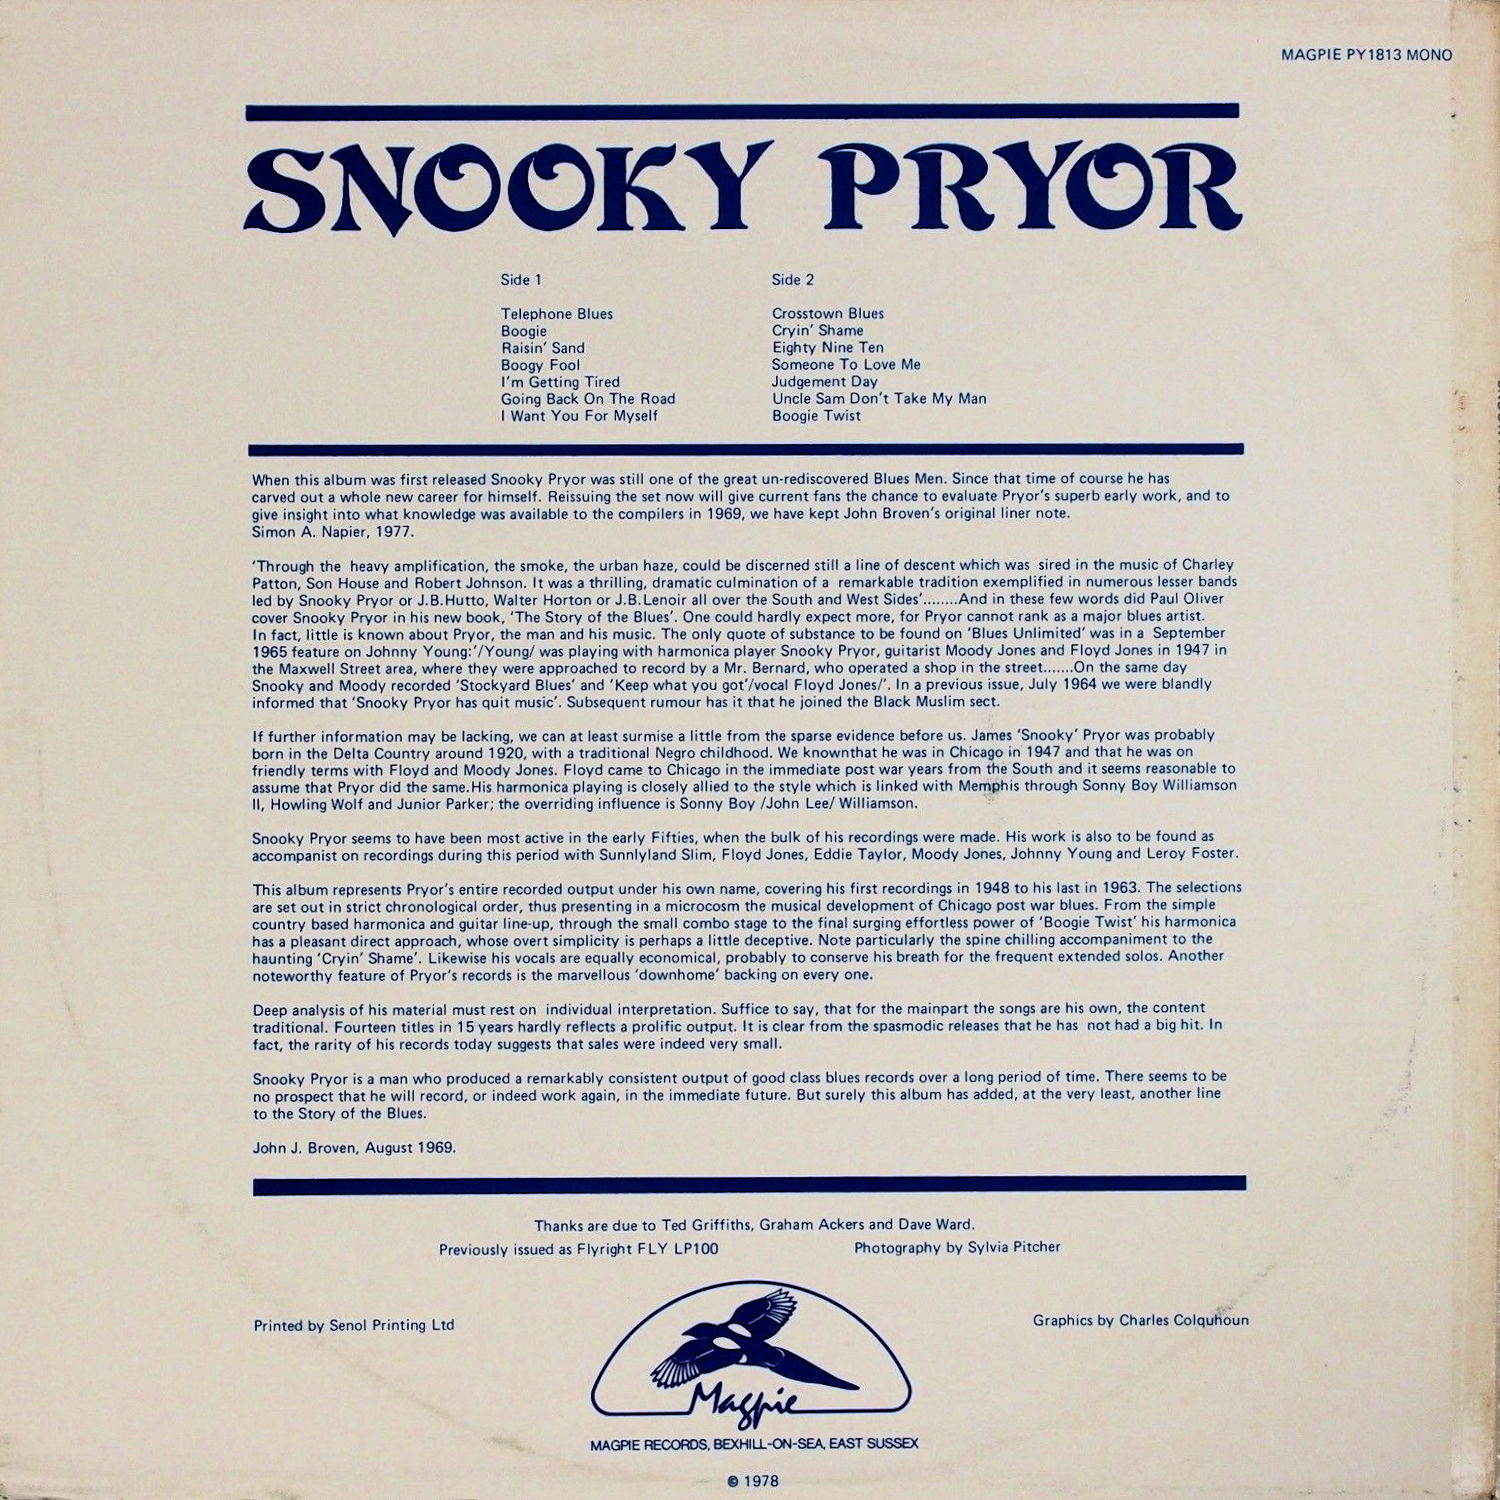 MAGPIE PY1813 MONO
SNOOKY PRYOR
Side 1
Telephone Blues
Boogie
Raisin' Sand
Boogy Fool
I'm Getting Tired
Going Back On The Road
I Want You For Myself
Side 2
Crosstown Blues
Cryin' Shame
Eighty Nine Ten
Someone To Love Me
Judgement Day
Uncle Sam Don't Take My Man
Boogie Twist
When this album was first released Snooky Pryor was still one of the great un-rediscovered Blues Men. Since that time of course he has
carved out a whole new career for himself. Reissuing the set now will give current fans the chance to evaluate Pryor's superb early work, and to
give insight into what knowledge was available to the compilers in 1969, we have kept John Broven's original liner note.
Simon A. Napier, 1977.
'Through the heavy amplification, the smoke, the urban haze, could be discerned still a line of descent which was sired in the music of Charley
Patton, Son House and Robert Johnson. It was a thrilling, dramatic culmination of a remarkable tradition exemplified in numerous lesser bands
led by Snooky Pryor or J.B.Hutto, Walter Horton or J.B.Lenoir all over the South and West Sides'........And in these few words did Paul Oliver
cover Snooky Pryor in his new book, 'The Story of the Blues'. One could hardly expect more, for Pryor cannot rank as a major blues artist.
In fact, little is known about Pryor, the man and his music. The only quote of substance to be found on 'Blues Unlimited' was in a September
1965 feature on Johnny Young:'/Young/ was playing with harmonica player Snooky Pryor, guitarist Moody Jones and Floyd Jones in 1947 in
the Maxwell Street area, where they were approached to record by a Mr. Bernard, who operated a shop in the street.......On the same day
Snooky and Moody recorded 'Stockyard Blues' and 'Keep what you got'/vocal Floyd Jones/'. In a previous issue, July 1964 we were blandly
informed that 'Snooky Pryor has quit music'. Subsequent rumour has it that he joined the Black Muslim sect.
If further information may be lacking, we can at least surmise a little from the sparse evidence before us. James 'Snooky' Pryor was probably
born in the Delta Country around 1920, with a traditional Negro childhood. We knownthat he was in Chicago in 1947 and that he was on
friendly terms with Floyd and Moody Jones. Floyd came to Chicago in the immediate post war years from the South and it seems reasonable to
assume that Pryor did the same.His harmonica playing is closely allied to the style which is linked with Memphis through Sonny Boy Williamson
II, Howling Wolf and Junior Parker; the overriding influence is Sonny Boy /John Lee/ Williamson.
Snooky Pryor seems to have been most active in the early Fifties, when the bulk of his recordings were made. His work is also to be found as
accompanist on recordings during this period with Sunnlyland Slim, Floyd Jones, Eddie Taylor, Moody Jones, Johnny Young and Leroy Foster.
This album represents Pryor's entire recorded output under his own name, covering his first recordings in 1948 to his last in 1963. The selections
are set out in strict chronological order, thus presenting in a microcosm the musical development of Chicago post war blues. From the simple
country based harmonica and guitar line-up, through the small combo stage to the final surging effortless power of 'Boogie Twist' his harmonica
has a pleasant direct approach, whose overt simplicity is perhaps a little deceptive. Note particularly the spine chilling accompaniment to the
haunting 'Cryin' Shame'. Likewise his vocals are equally economical, probably to conserve his breath for the frequent extended solos. Another
noteworthy feature of Pryor's records is the marvellous 'downhome' backing on every one.
Deep analysis of his material must rest on individual interpretation. Suffice to say, that for the mainpart the songs are his own, the content
traditional. Fourteen titles in 15 years hardly reflects a prolific output. It is clear from the spasmodic releases that he has not had a big hit. In
fact, the rarity of his records today suggests that sales were indeed very small.
Snooky Pryor is a man who produced a remarkably consistent output of good class blues records over a long period of time. There seems to be
no prospect that he will record, or indeed work again, in the immediate future. But surely this album has added, at the very least, another line
to the Story of the Blues.
John J. Broven, August 1969.
Thanks are due to Ted Griffiths, Graham Ackers and Dave Ward.
Previously issued as Flyright FLY LP100
Photography by Sylvia Pitcher
Printed by Senol Printing Ltd
Graphics by Charles Colquhoun
Magpie
MAGPIE RECORDS, BEXHILL-ON-SEA, EAST SUSSEX
© 1978